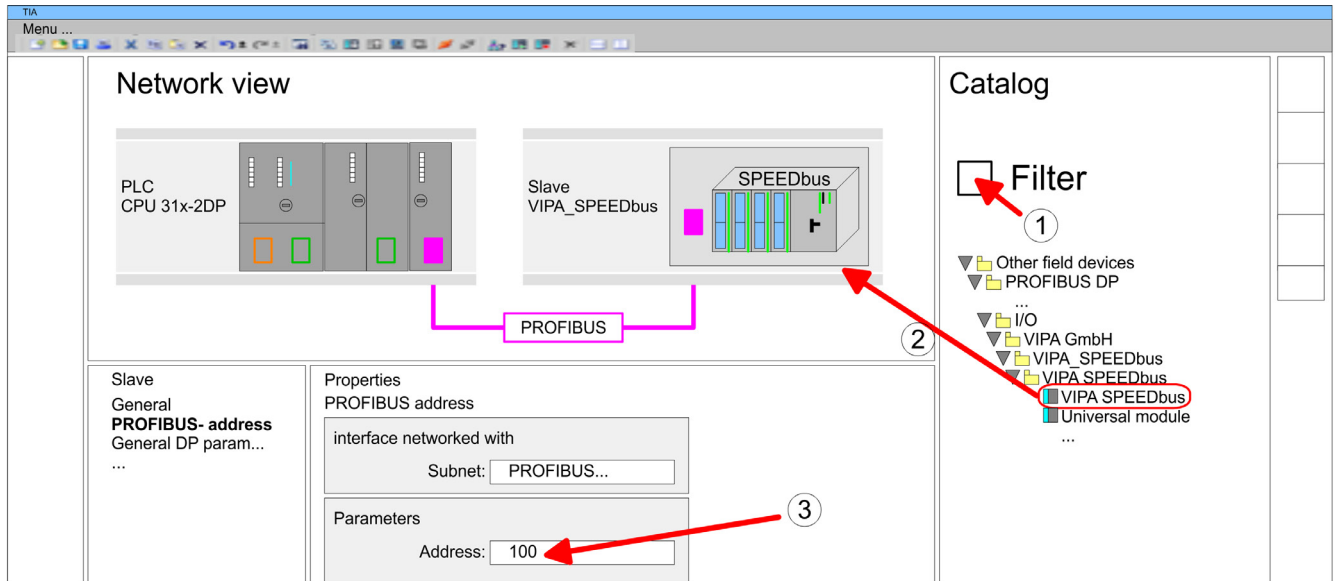 TIA
Menu ...
Network view
PLC
CPU 31x-2DP
Slave
VIPA_SPEEDbus
SPEEDbus
PROFIBUS
2
Catalog
Filter
1
Other field devices
PROFIBUS DP
...
I/O
VIPA GmbH
VIPA_SPEEDbus
VIPA SPEEDbus
VIPA SPEEDbus
Universal module
...
Slave
General
PROFIBUS- address
General DP param...
...
Properties
PROFIBUS address
interface networked with
Subnet: PROFIBUS...
Parameters
3
Address: 100